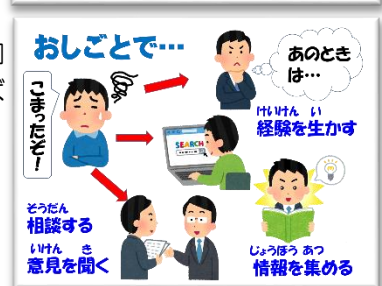 おしごとで…
こまったぞ！
あのとき
は…
けいけん い
経験を生かす
SEARCH
そうだん
相談する
いけん き
意見を聞く
じょうほう あつ
情報を集める